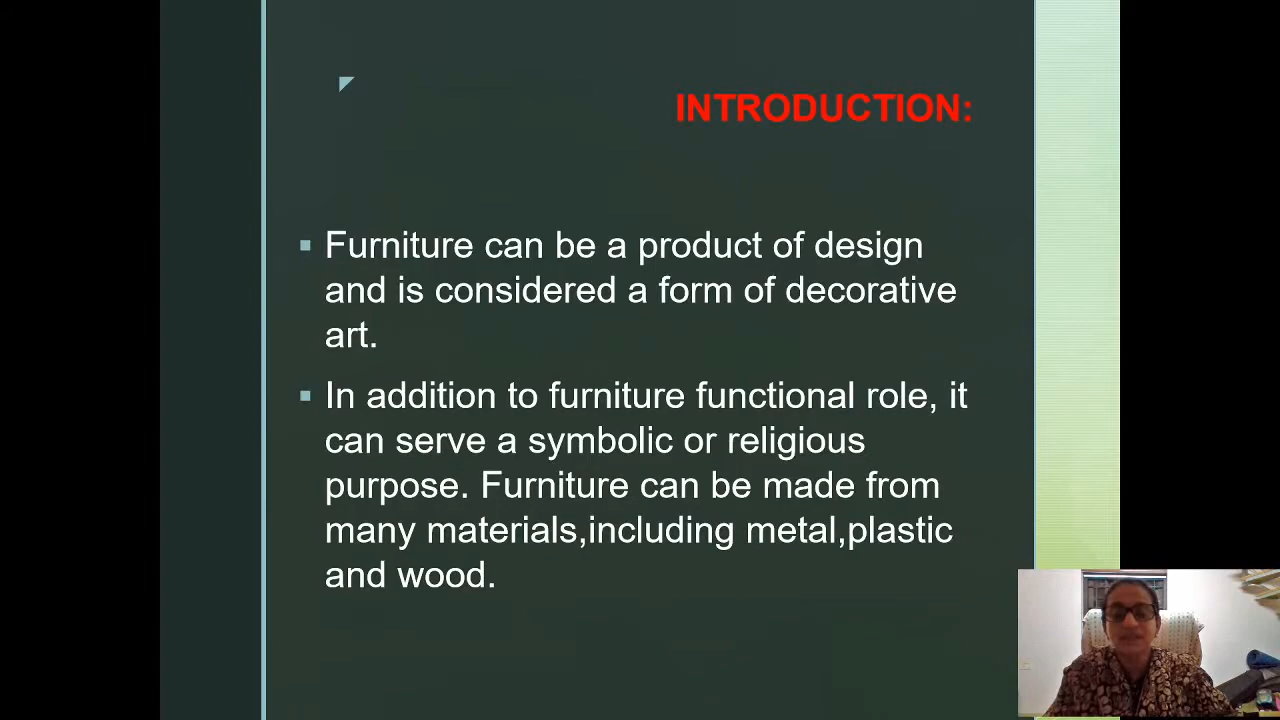 INTRODUCTION:
▪ Furniture can be a product of design
and is considered a form of decorative
art.
▪ In addition to furniture functional role, it
can serve a symbolic or religious
purpose. Furniture can be made from
many materials,including metal,plastic
and wood.